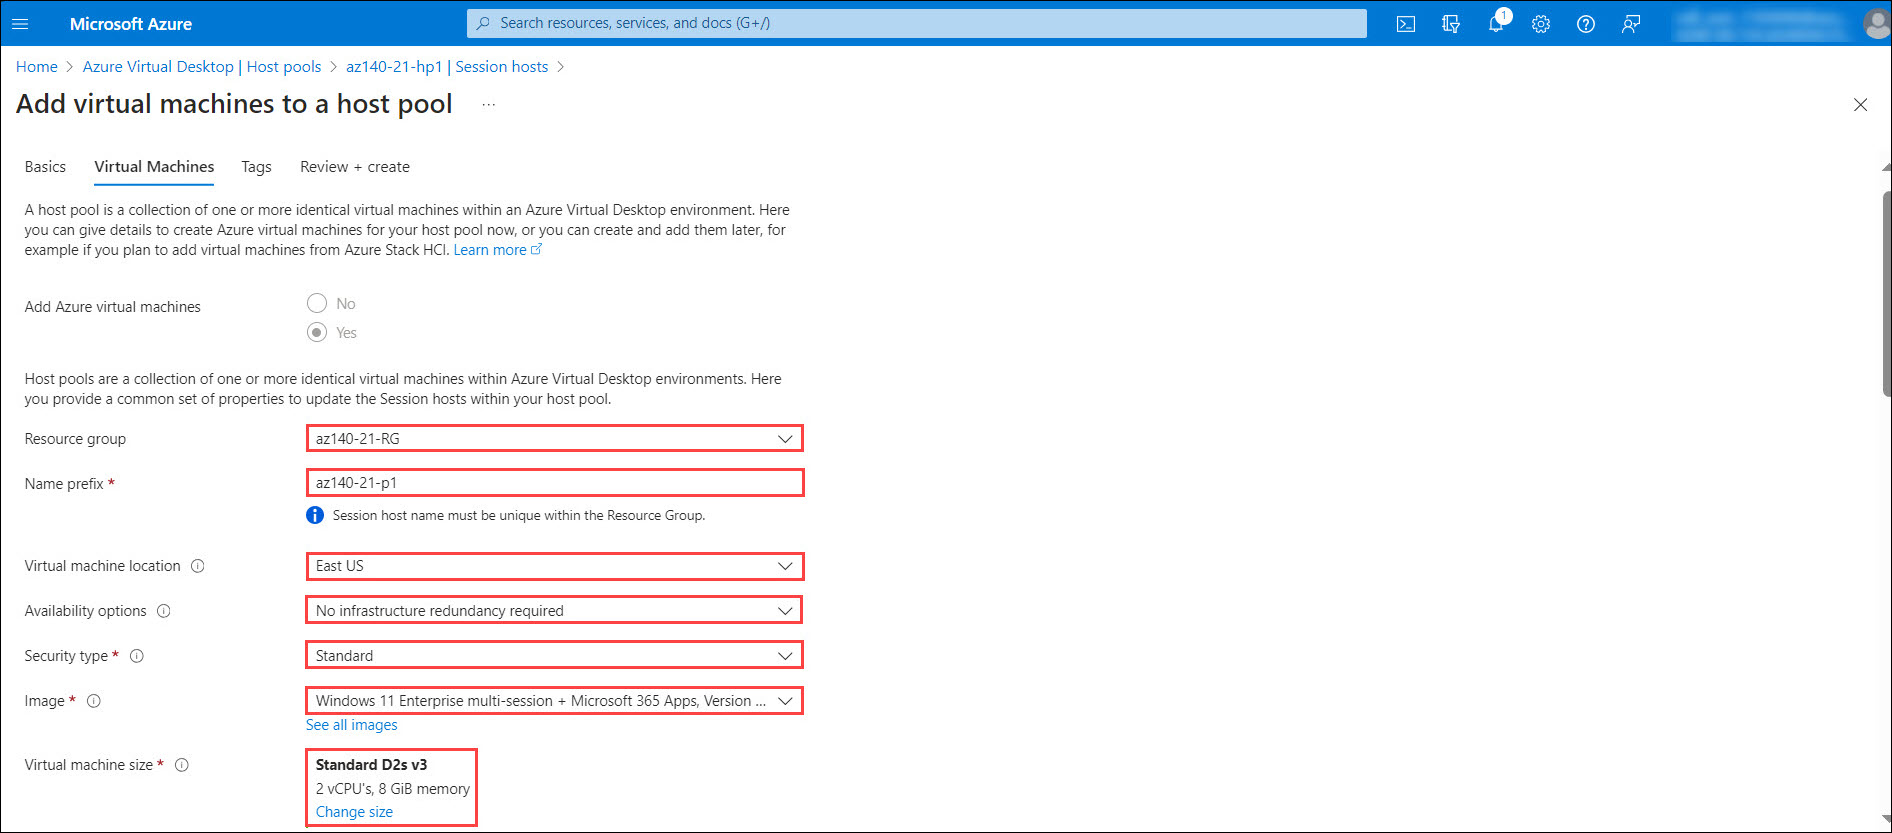 Microsoft Azure
Search resources, services, and docs (G+/)
1
Home > Azure Virtual Desktop | Host pools > az140-21-hp1 | Session hosts >
Add virtual machines to a host pool ...
Basics Virtual Machines Tags Review + create
A host pool is a collection of one or more identical virtual machines within an Azure Virtual Desktop environment. Here
you can give details to create Azure virtual machines for your host pool now, or you can create and add them later, for
example if you plan to add virtual machines from Azure Stack HCI. Learn more
Add Azure virtual machines
No
Yes
Host pools are a collection of one or more identical virtual machines within Azure Virtual Desktop environments. Here
you provide a common set of properties to update the Session hosts within your host pool.
Resource group az140-21-RG
Name prefix * az140-21-p1
Session host name must be unique within the Resource Group.
Virtual machine location East US
Availability options No infrastructure redundancy required
Security type * Standard
Image * Windows 11 Enterprise multi-session + Microsoft 365 Apps, Version ...
See all images
Virtual machine size * Standard D2s v3
2 vCPU's, 8 GiB memory
Change size